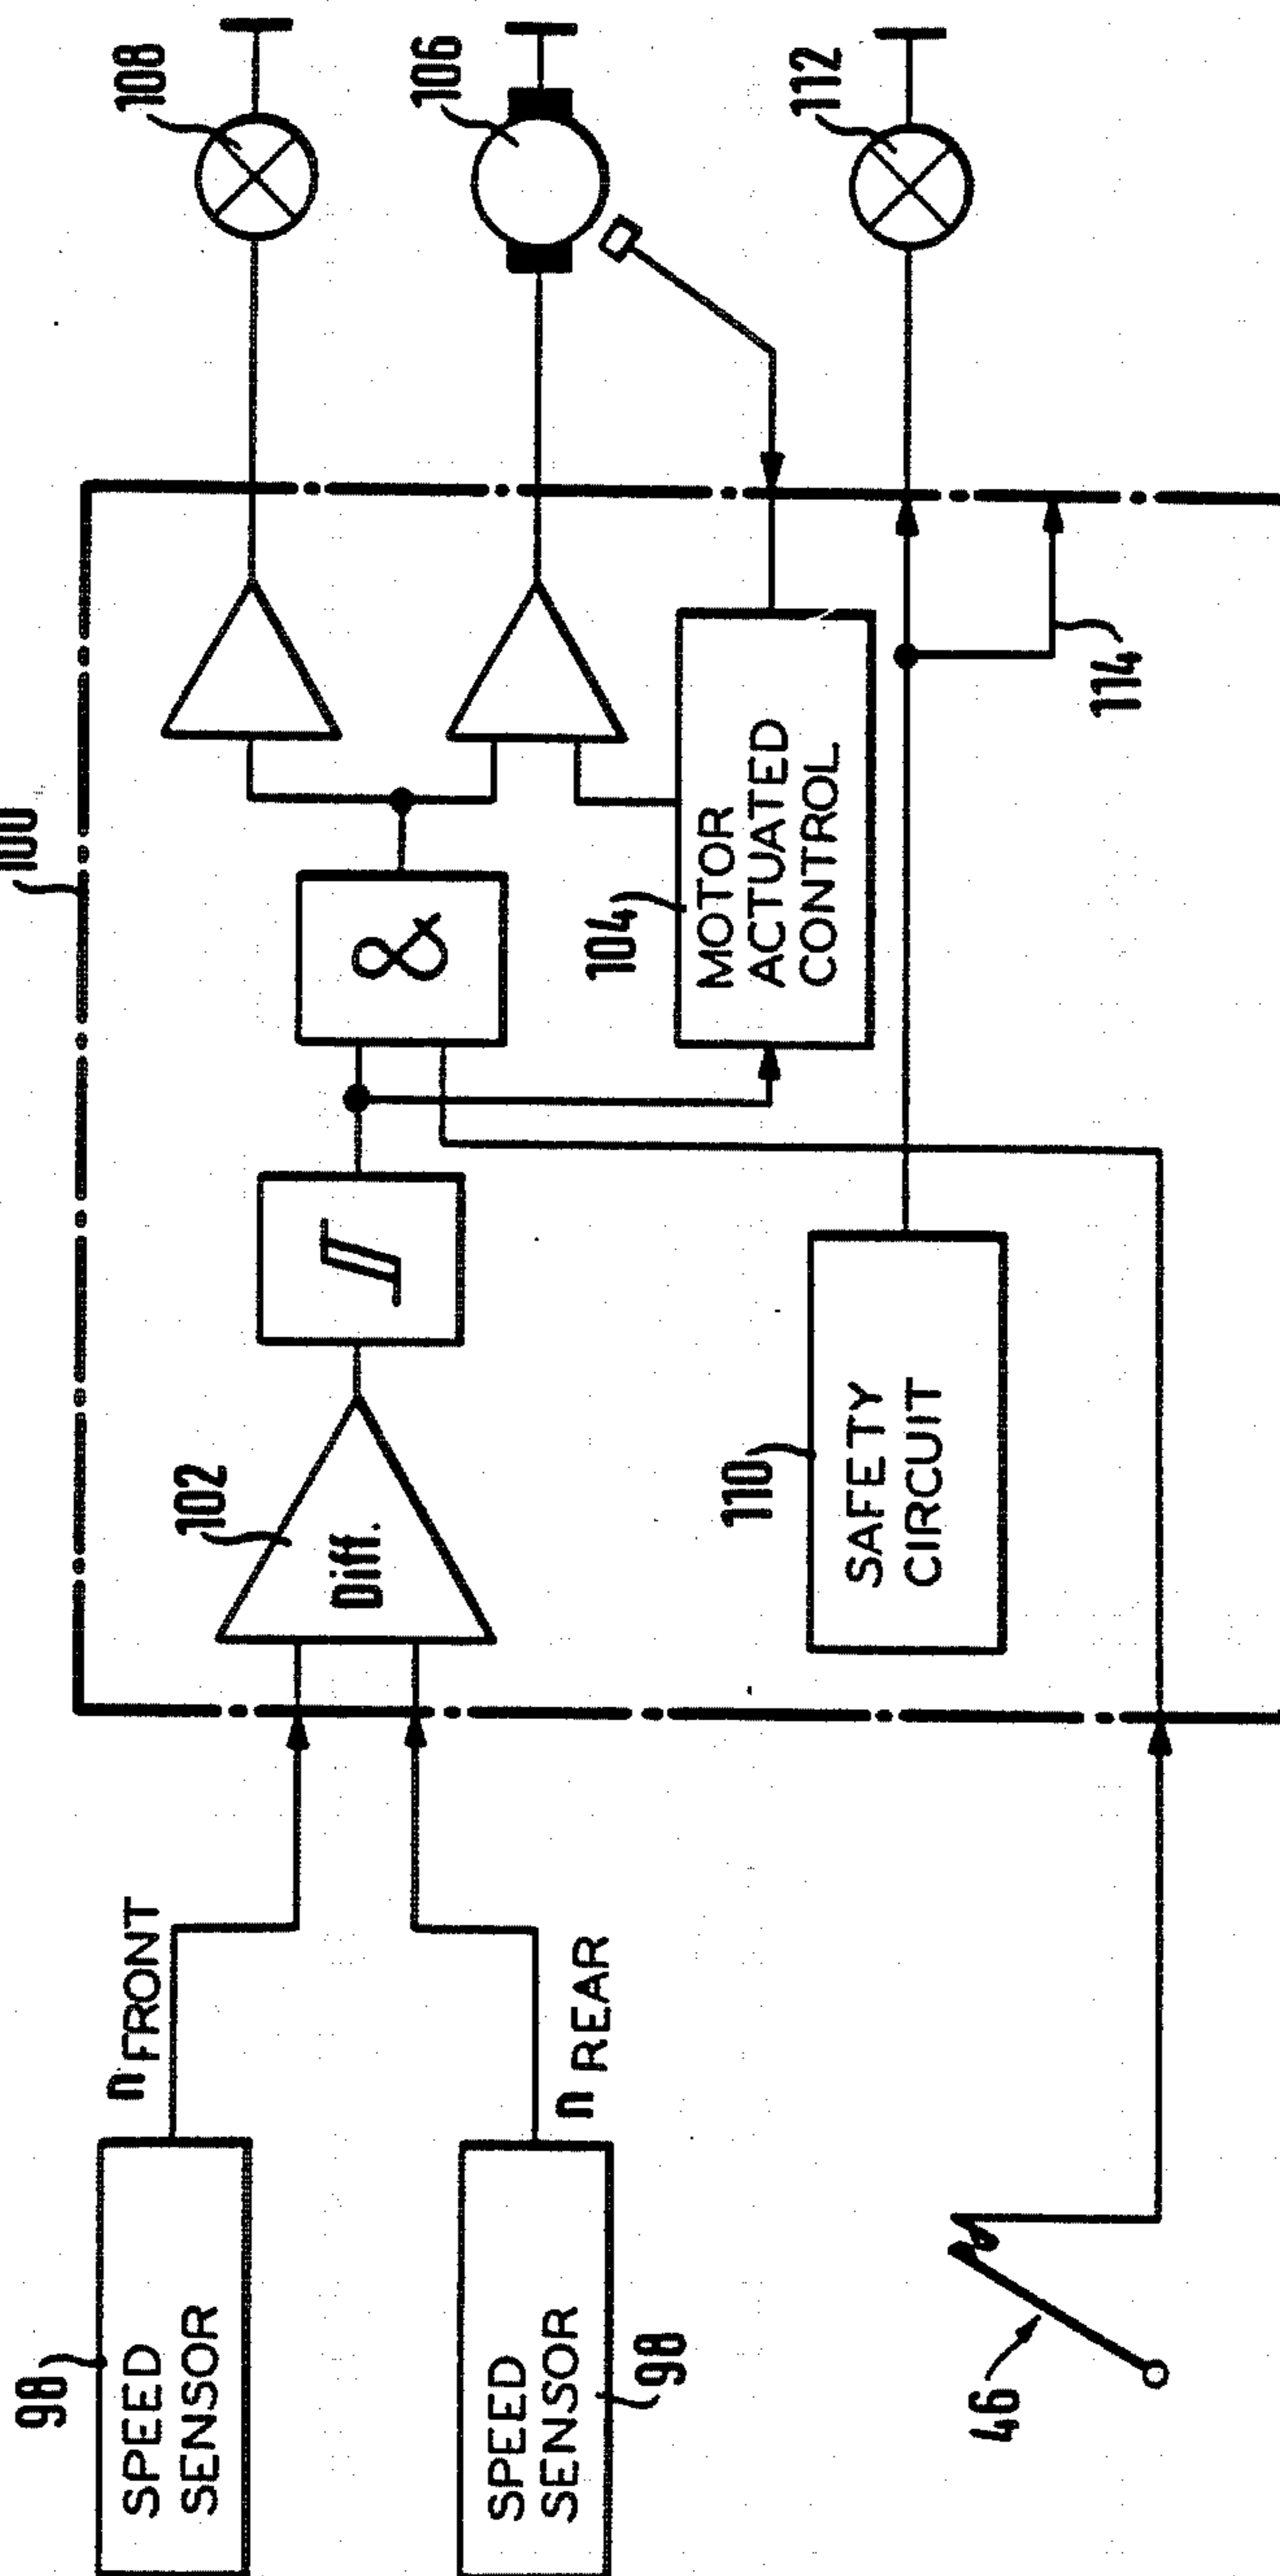 98
SPEED
SENSOR
n FRONT
SPEED
SENSOR
98
n REAR
46
100
102
Diff.
&
104
MOTOR
ACTUATED
CONTROL
110
SAFETY
CIRCUIT
114
108
106
112